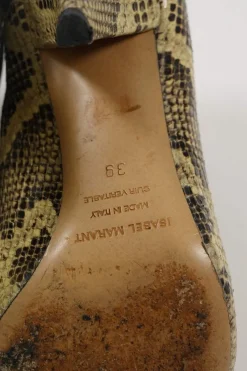 39
CUIR VERITABLE
MADE IN ITALY
ISABEL MARANT